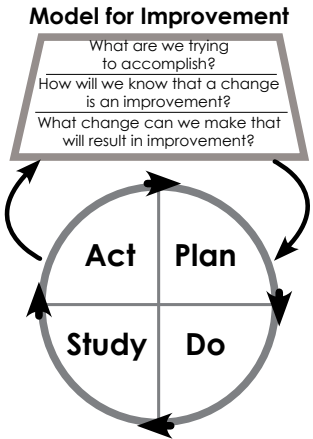 Model for Improvement
What are we trying
to accomplish?
How will we know that a change
is an improvement?
What change can we make that
will result in improvement?
Act
Plan
Study
Do